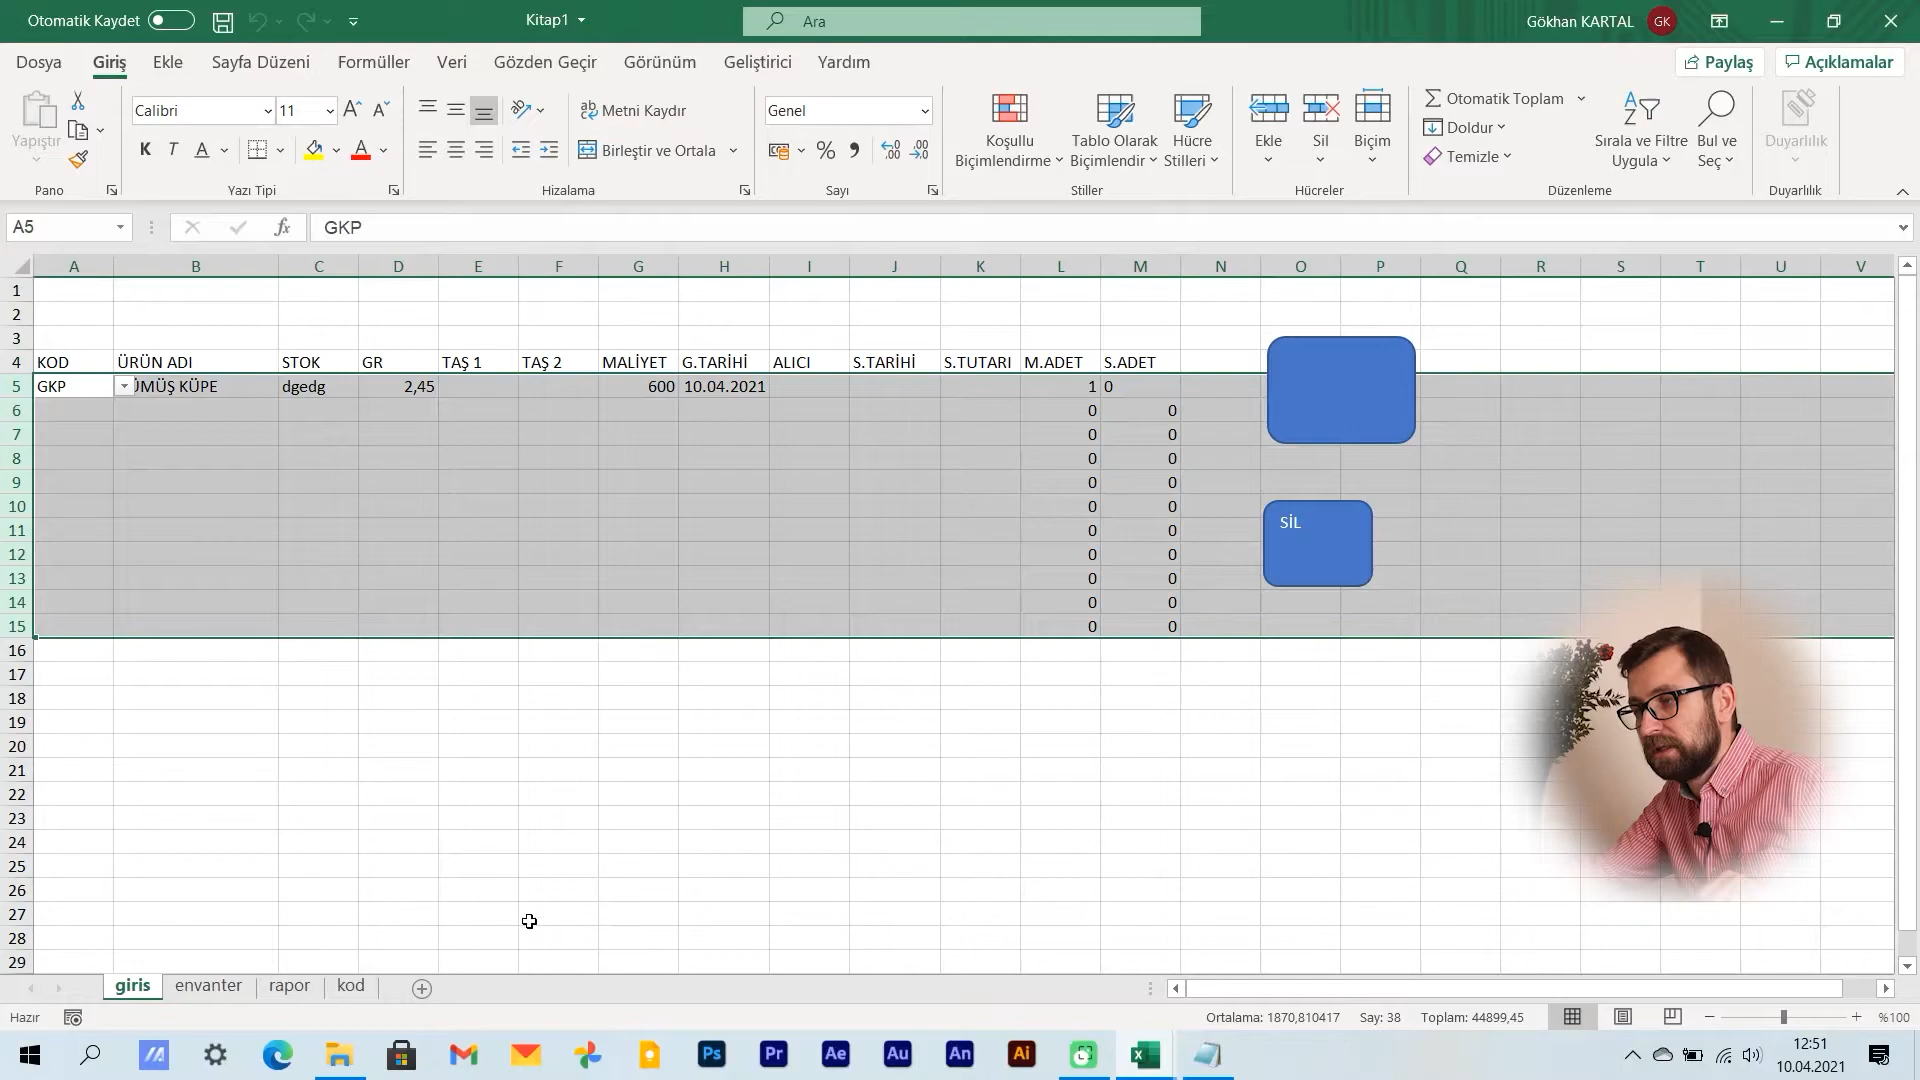 Otomatik Kaydet
Kitap1
Ara
Gökhan KARTAL GK
Dosya Giriş Ekle Sayfa Düzeni Formüller Veri Gözden Geçir Görünüm Geliştirici Yardım
Paylaş Açıklamalar
Yapıştır
Calibri 11
K T A
A
Metni Kaydır
Birleştir ve Ortala
Genel
Koşullu Biçimlendirme
Tablo Olarak Biçimlendir
Hücre Stilleri
Ekle
Sil
Biçim
Otomatik Toplam
Doldur
Temizle
Sırala ve Filtre Uygula
Bul ve Seç
Duyarlılık
Pano Yazı Tipi Hizalama Sayı Stiller Hücreler Düzenleme Duyarlılık
A5 fx GKP
A B C D E F G H I J K L M N O P Q R S T U V
1
2
3
4 KOD ÜRÜN ADI STOK GR TAŞ 1 TAŞ 2 MALİYET G.TARİHİ ALICI S.TARİHİ S.TUTARI M.ADET S.ADET
5 GKP ÜMÜŞ KÜPE dgedg 2,45 600 10.04.2021 1 0
6 0 0
7 0 0
8 0 0
9 0 0
10 0 0
11 0 0
SİL
12 0 0
13 0 0
14 0 0
15 0 0
16
17
18
19
20
21
22
23
24
25
26
27
28
29
giris envanter rapor kod
Hazır
Ortalama: 1870,810417 Say: 38 Toplam: 44899,45
%100
Ps Pr Ae Au An Ai
12:51
10.04.2021